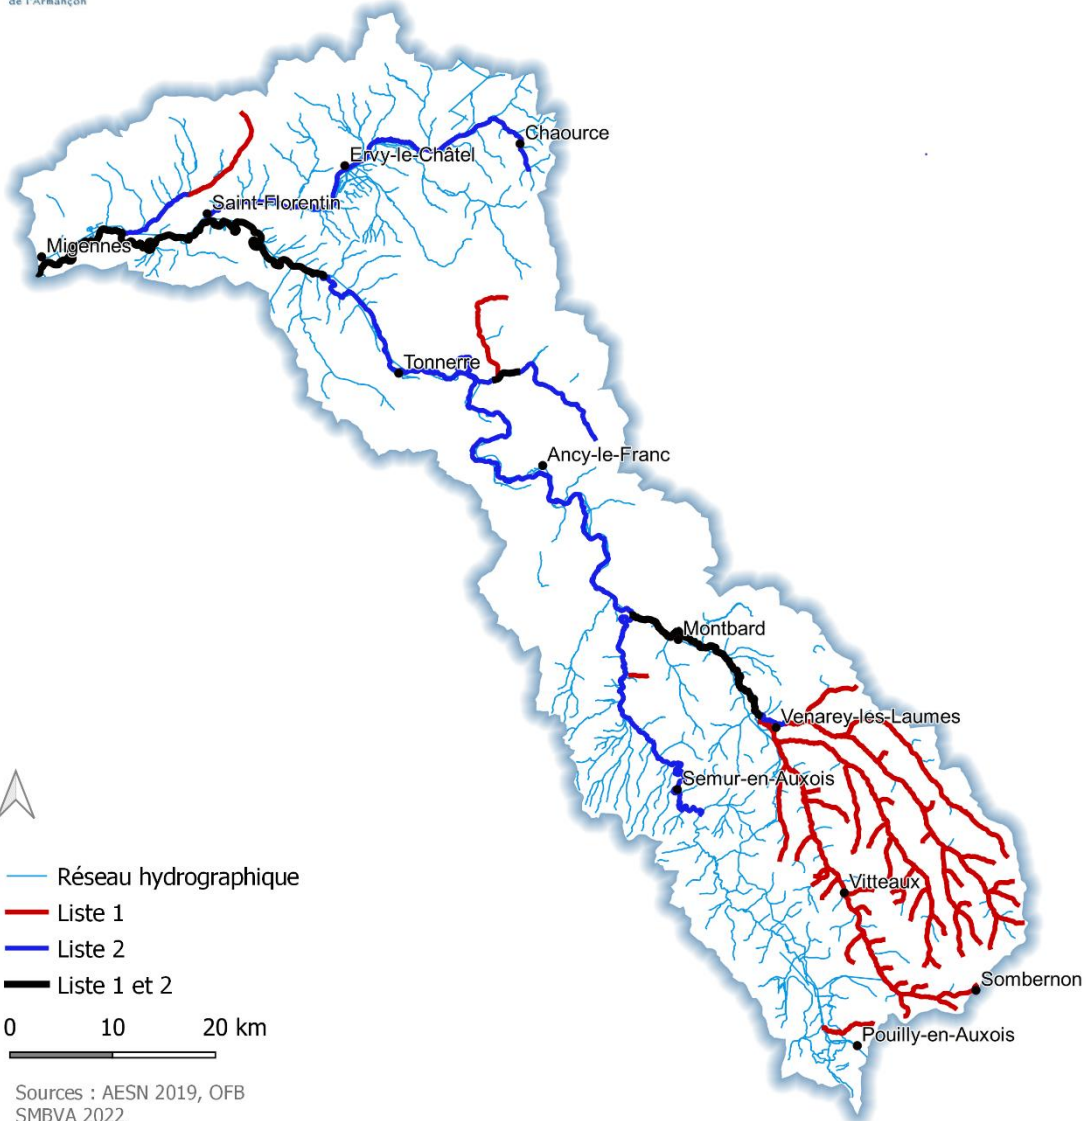 de l'Armançon
Chaource
Ervy-le-Châtel
Saint-Florentin
Migennes
Tonnerre
Ancy-le-Franc
Montbard
Venarey-les-Laumes
Semur-en-Auxois
Vitteaux
Sombernon
Pouilly-en-Auxois
Réseau hydrographique
Liste 1
Liste 2
Liste 1 et 2
0 10 20 km
Sources : AESN 2019, OFB
SMBVA 2022